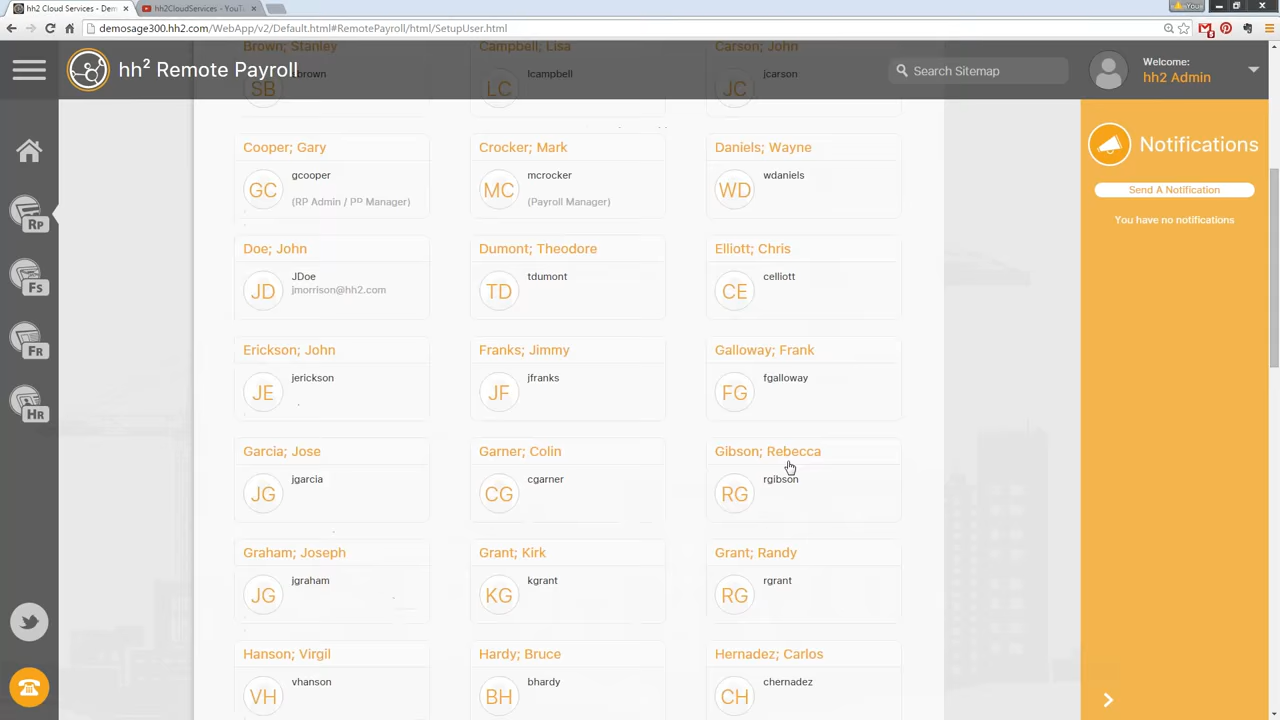 hh2 Cloud Services - Dem
hh2CloudServices - YouTu
demosage300.hh2.com/WebApp/v2/Default.html#RemotePayroll/html/SetupUser.html
hh² Remote Payroll
Search Sitemap
Welcome:
hh2 Admin
Brown; Stanley
SB
Campbell, Lisa
lcampbell
LC
Carson; John
jcarson
JC
Cooper; Gary
gcooper
GC
(RP Admin / PP Manager)
Crocker; Mark
mcrocker
MC
(Payroll Manager)
Daniels; Wayne
wdaniels
WD
Doe; John
JDoe
JD
jmorrison@hh2.com
Dumont; Theodore
tdumont
TD
Elliott; Chris
celliott
CE
Erickson; John
jerickson
JE
Franks; Jimmy
jfranks
JF
Galloway; Frank
fgalloway
FG
Garcia; Jose
jgarcia
JG
Garner; Colin
cgarner
CG
Gibson; Rebecca
rgibson
RG
Graham; Joseph
jgraham
JG
Grant; Kirk
kgrant
KG
Grant; Randy
rgrant
RG
Hanson; Virgil
vhanson
VH
Hardy; Bruce
bhardy
BH
Hernadez; Carlos
chernadez
CH
Rp
Fs
Fr
Hr
Notifications
Send A Notification
You have no notifications